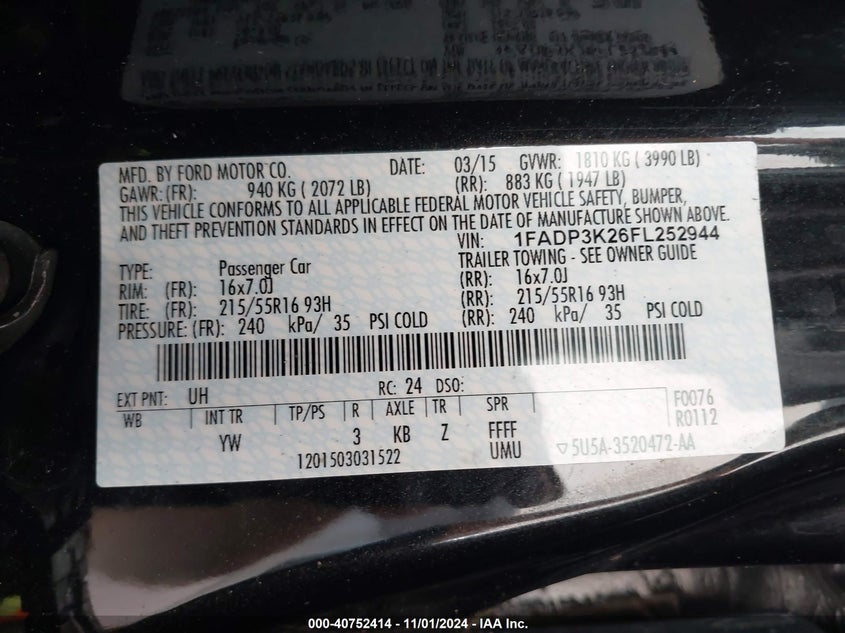 MFD. BY FORD MOTOR CO. DATE: 03/15 GVWR: 1810 KG ( 3990 LB)
GAWR: (FR): 940 KG ( 2072 LB) (RR): 883 KG ( 1947 LB)
THIS VEHICLE CONFORMS TO ALL APPLICABLE FEDERAL MOTOR VEHICLE SAFETY, BUMPER,
AND THEFT PREVENTION STANDARDS IN EFFECT ON THE DATE OF MANUFACTURE SHOWN ABOVE.
VIN: 1FADP3K26FL252944
TYPE: Passenger Car TRAILER TOWING - SEE OWNER GUIDE
RIM: (FR): 16x7.0J (RR): 16x7.0J
TIRE: (FR): 215/55R16 93H (RR): 215/55R16 93H
PRESSURE: (FR): 240 kPa/ 35 PSI COLD (RR): 240 kPa/ 35 PSI COLD
EXT PNT: UH RC: 24 DSO:
WB INT TR TP/PS R AXLE TR SPR F0076
YW 3 KB Z FFFF R0112
1201503031522 UMU ▽5U5A-3520472-AA
000-40752414 - 11/01/2024 - IAA Inc.